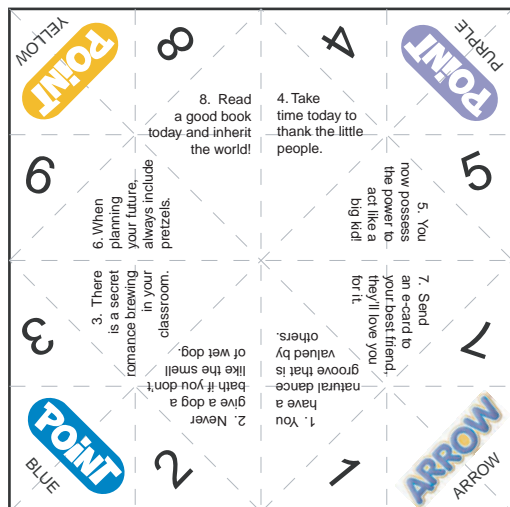 YELLOW
POiNT
8
4
PURPLE
POiNT
8. Read
a good book
today and inherit
the world!
4. Take
time today to
thank the little
people.
6
5
6. When
planning
your future,
always include
pretzels.
5. You
now possess
the power to
act like a
big kid!
3
7
3. There
is a secret
romance brewing
in your
classroom.
7. Send
an e-card to
your best friend,
they'll love you
for it.
2. Never
give a dog a
bath if you don't
like the smell
of wet dog.
1. You
have a
natural dance
groove that is
valued by
others.
BLUE
POiNT
2
1
ARROW
ARROW